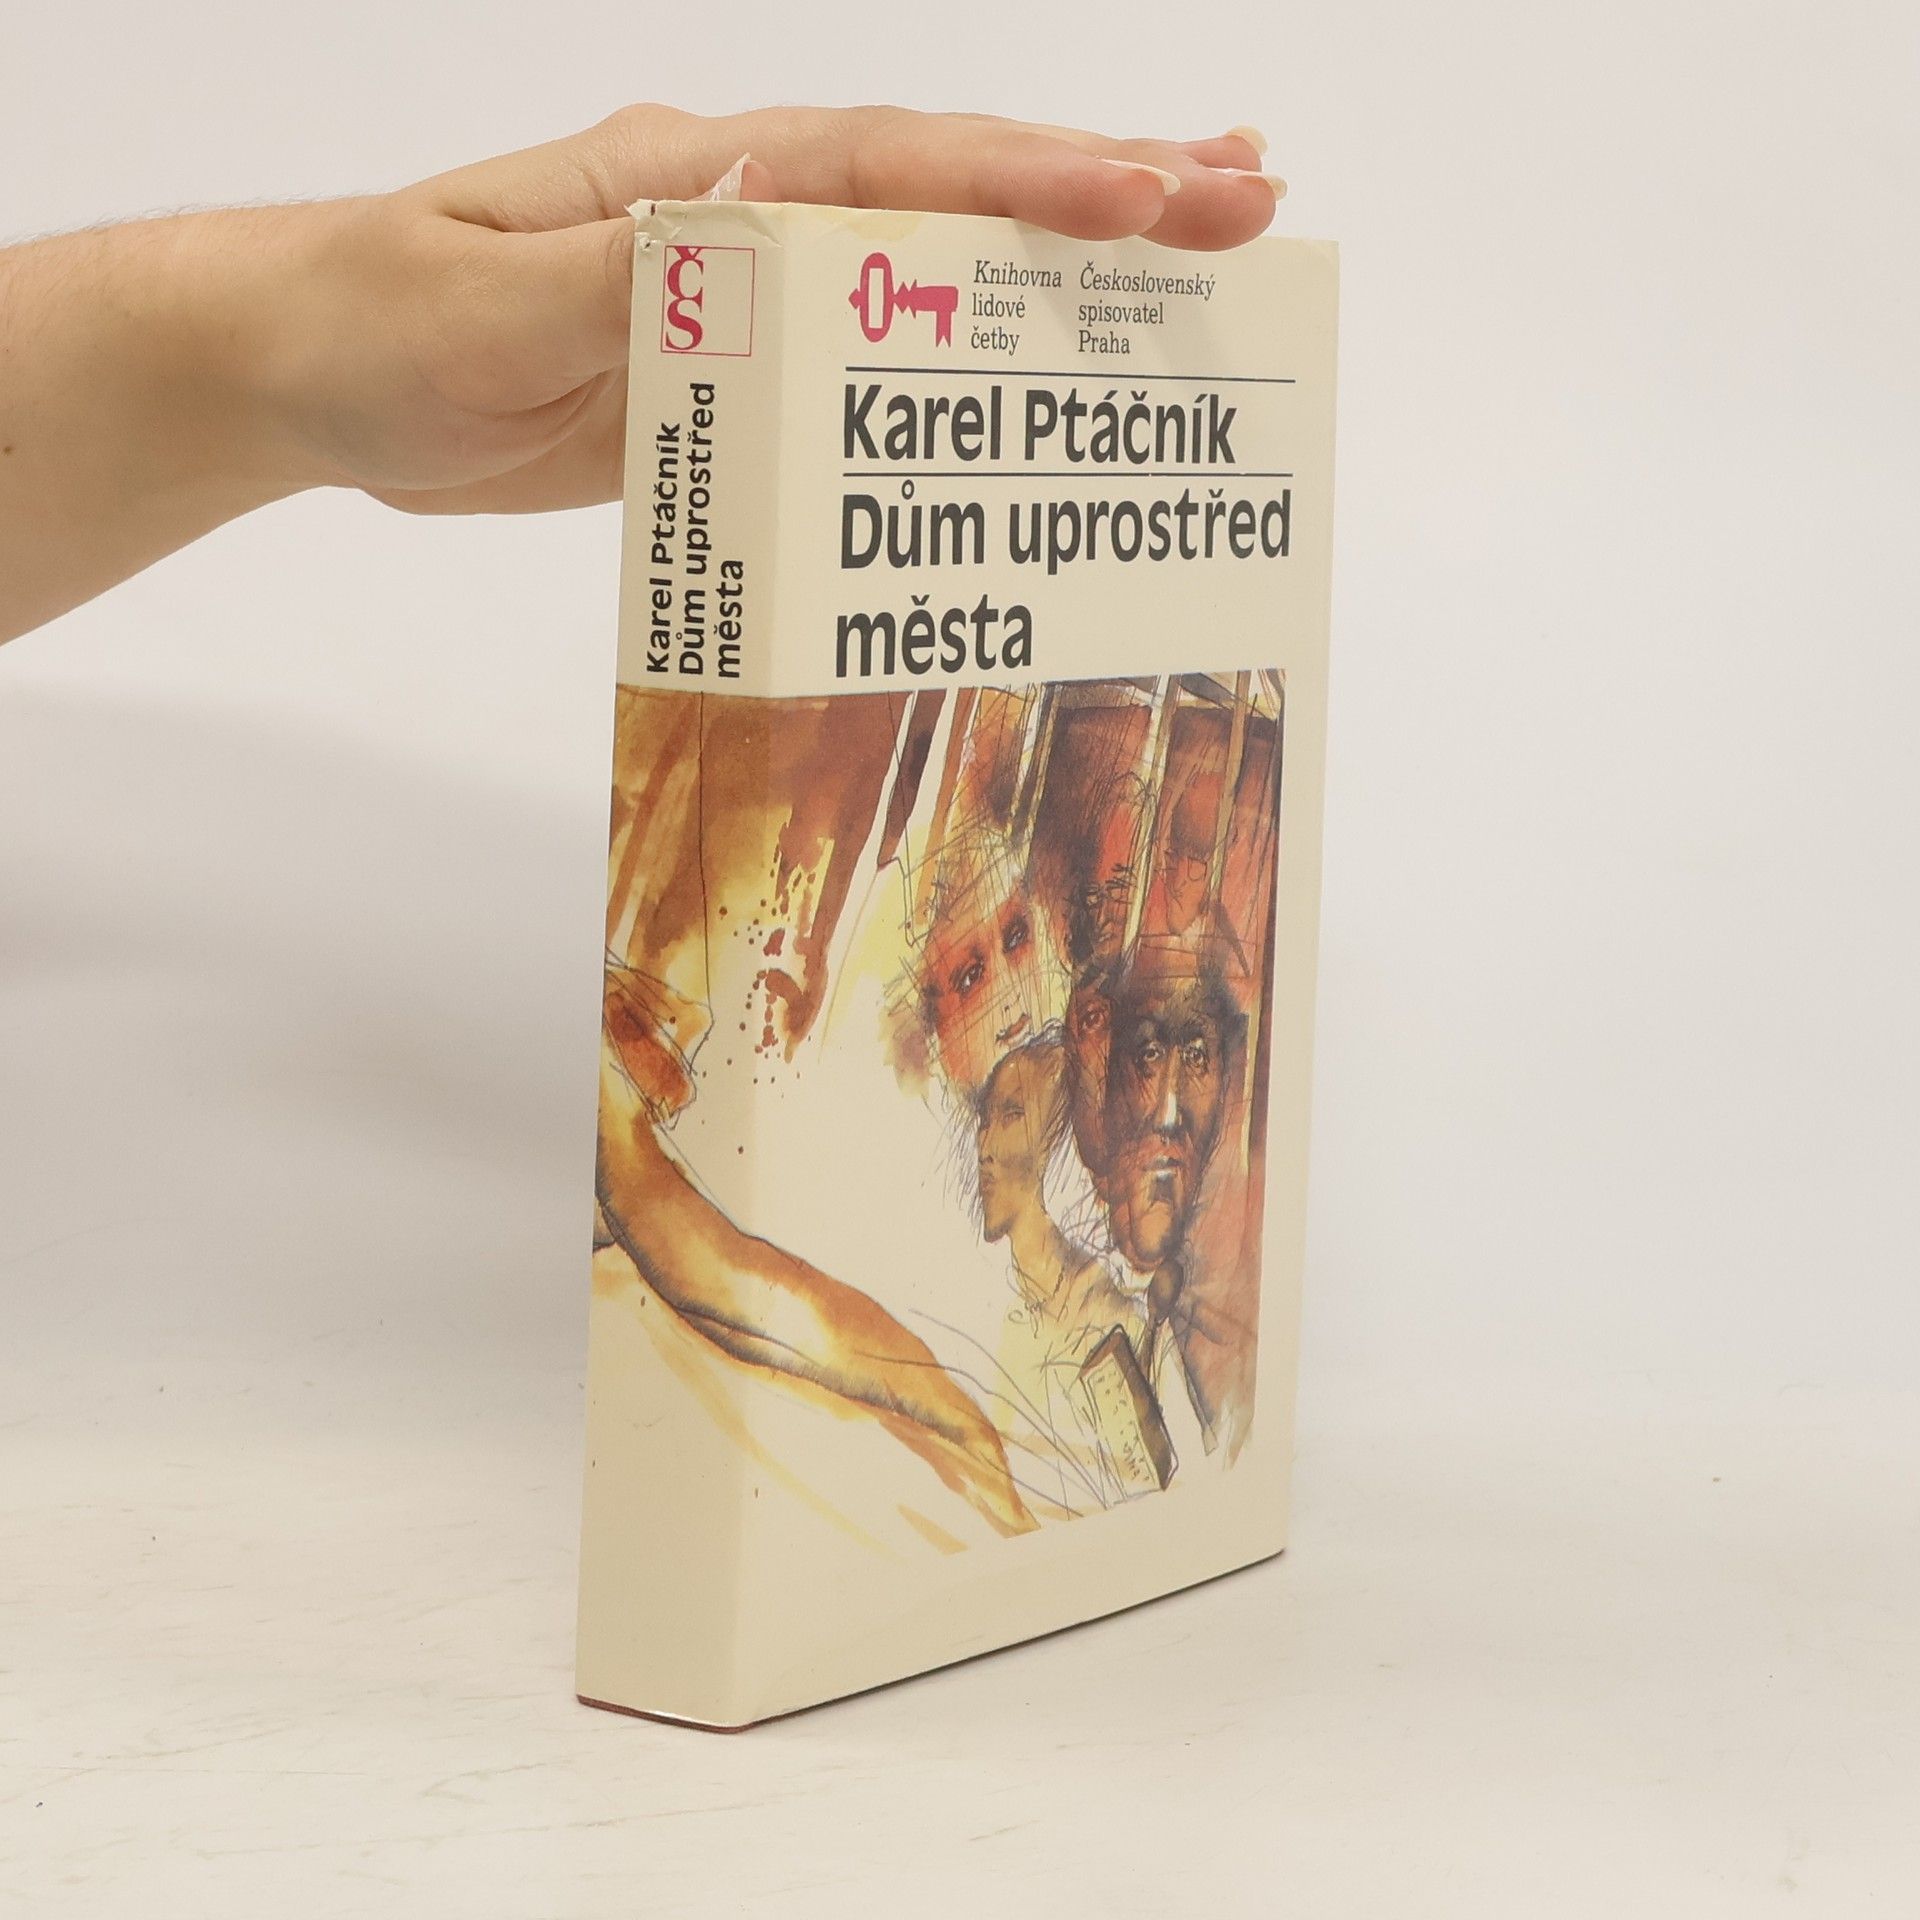 ČS
Karel Ptáčník
Dům uprostřed
města
Knihovna
lidové
četby
Československý
spisovatel
Praha
Karel Ptáčník
Dům uprostřed
města